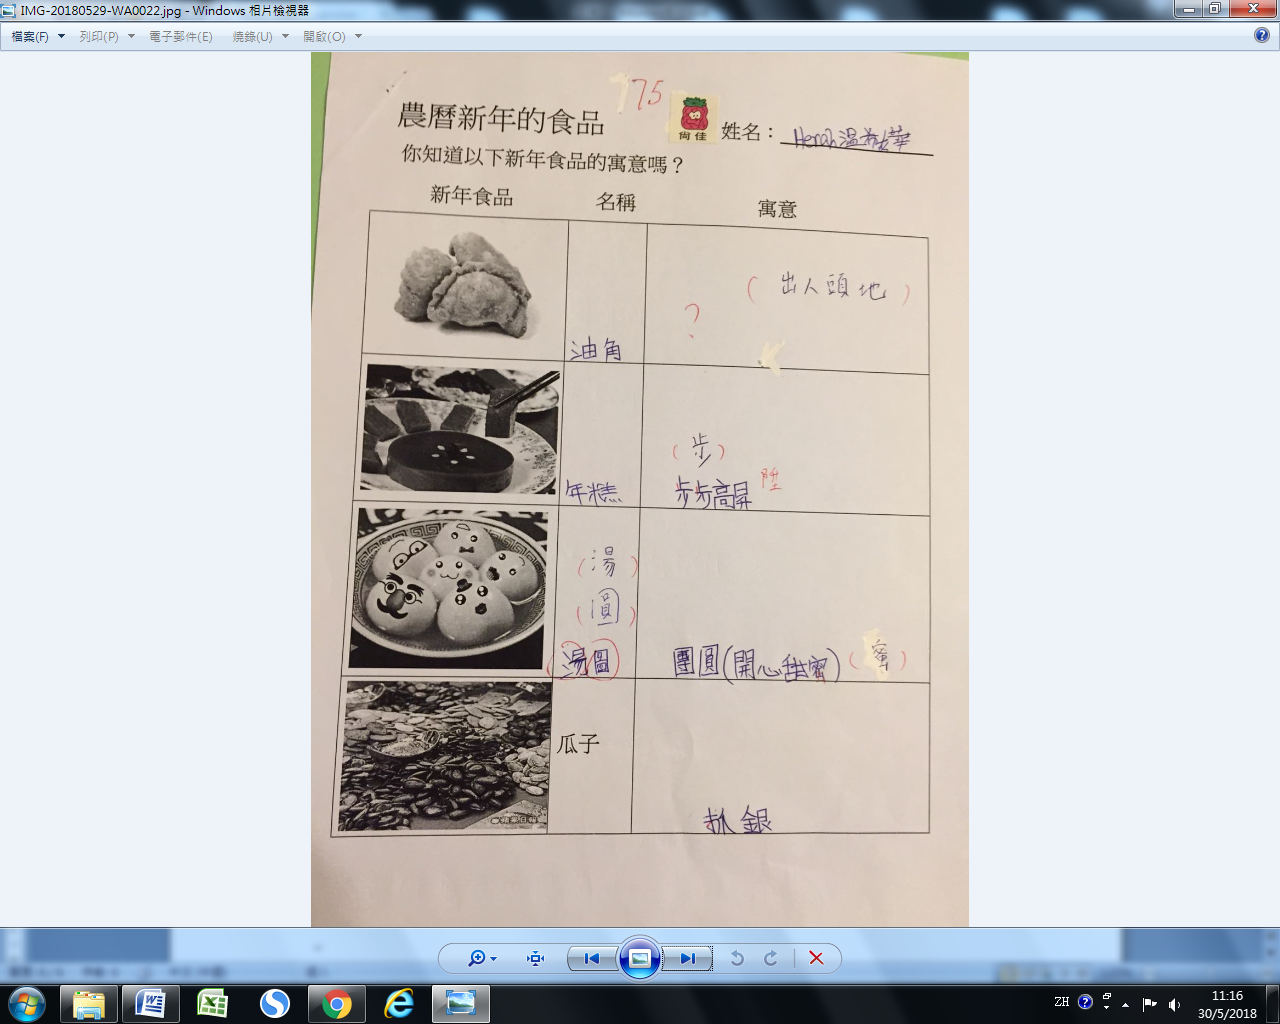 IMG-20180529-WA0022.jpg - Windows 相片檢視器
檔案(F) 列印(P) 電子郵件(E) 燒錄(U) 開啟(O)
775
農曆新年的食品
尚佳
姓名：
你知道以下新年食品的寓意嗎？
新年食品 名稱 寓意
油角
?
(出人頭地)
年糕
(步)
步步高昇 陞
(湯)
(圓)
湯圓
團圓(開心甜蜜) (蜜)
瓜子
抓銀
ZH
11:16
30/5/2018